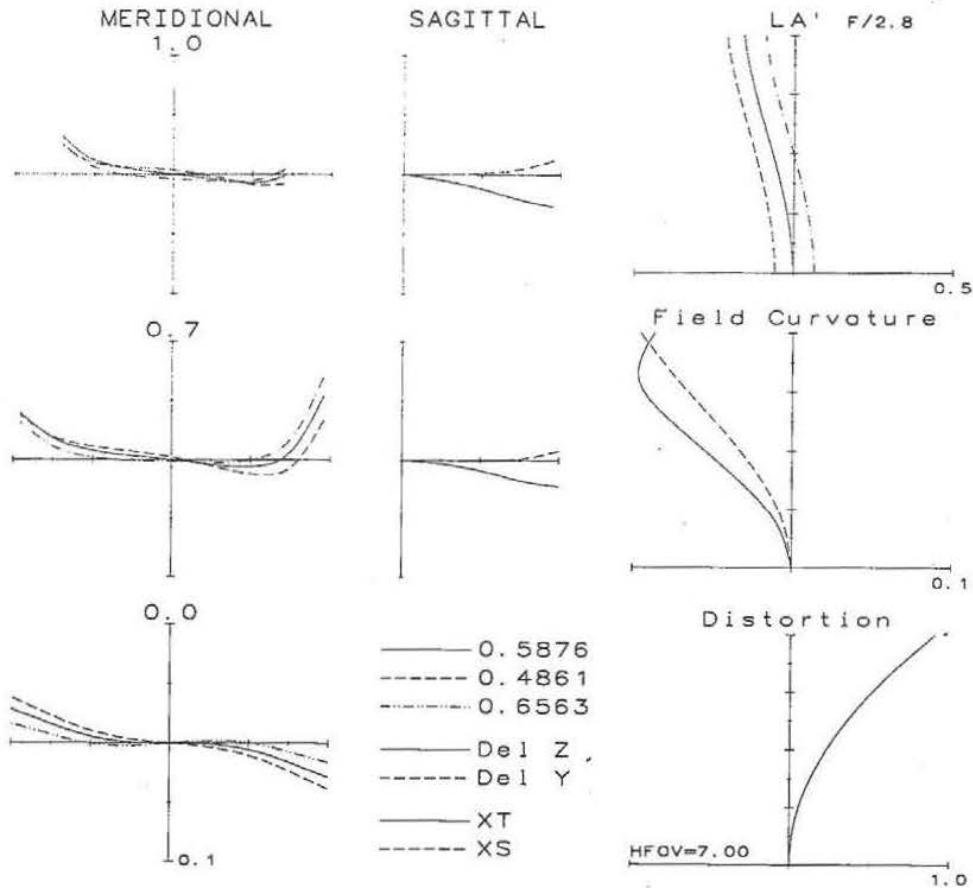 MERIDIONAL
1.0
SAGITTAL
LA' F/2.8
0.5
0.7
Field Curvature
0.1
0.0
0.1
0.5876
0.4861
0.6563
Del Z
Del Y
XT
XS
Distortion
HFOV=7.00
1.0